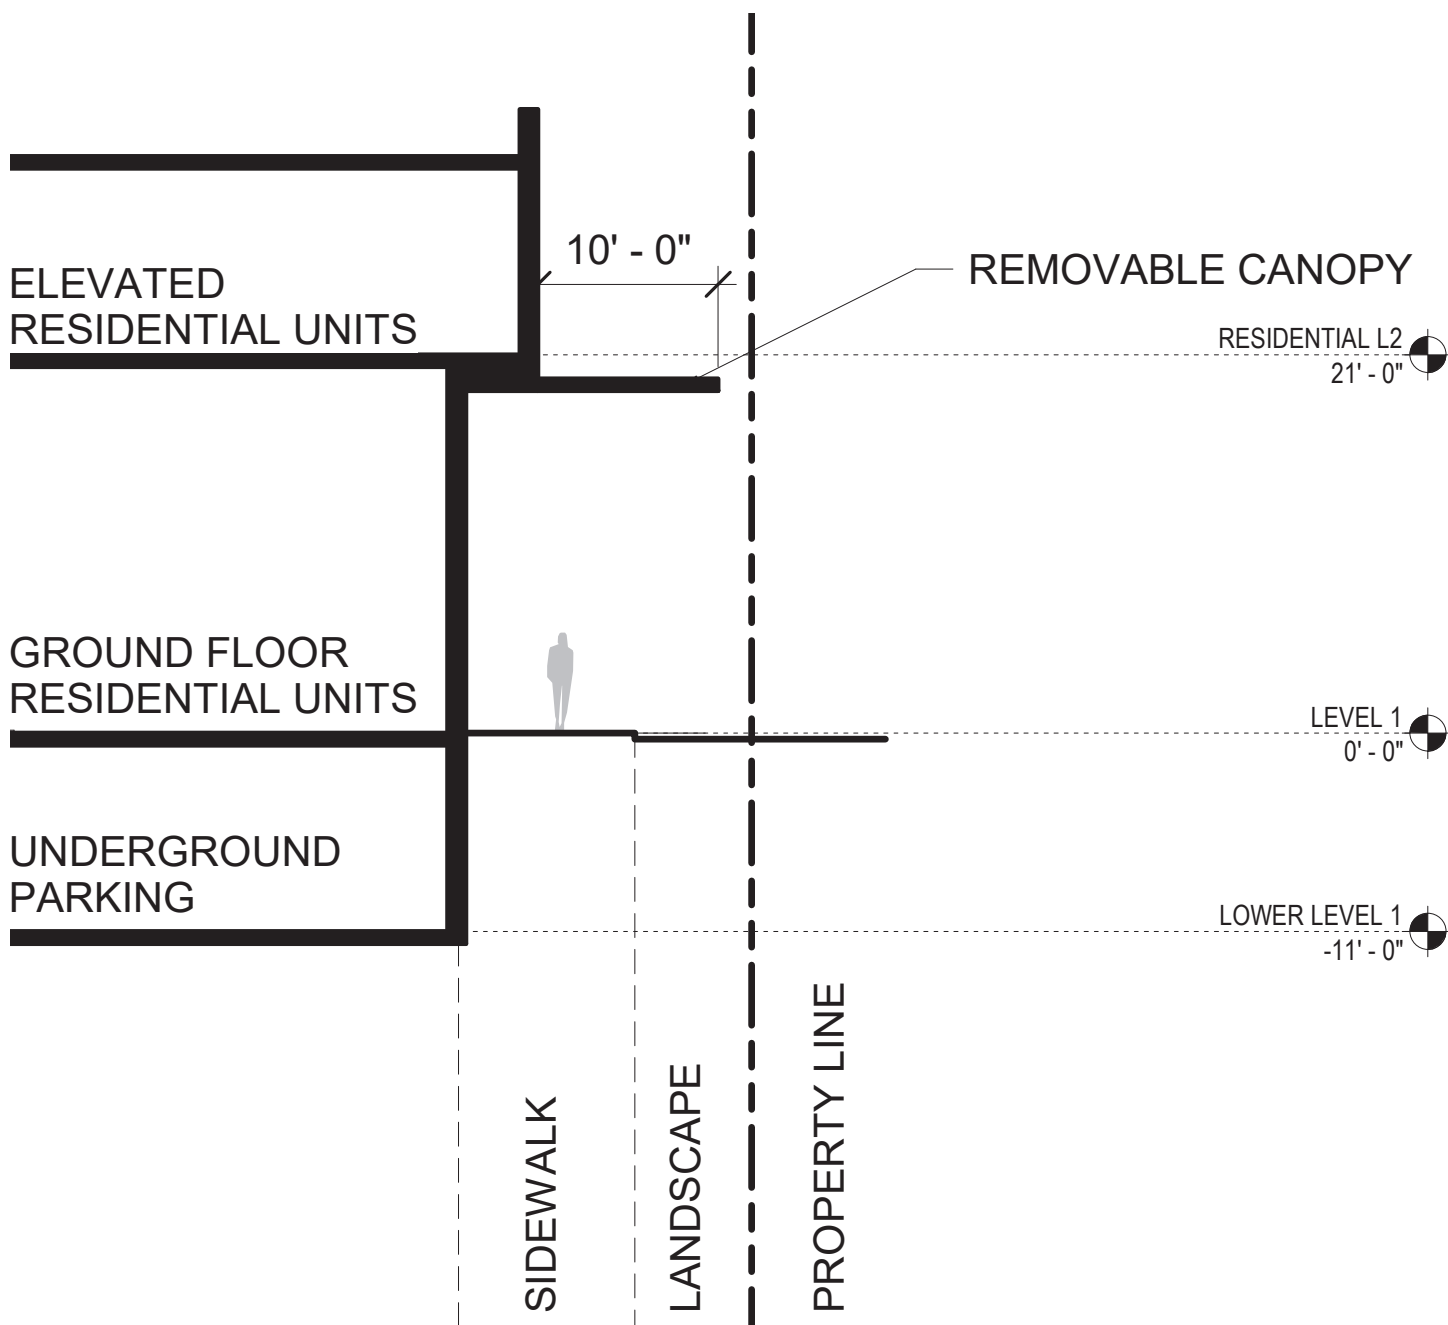 10' - 0"
REMOVABLE CANOPY
ELEVATED
RESIDENTIAL UNITS
RESIDENTIAL L2
21' - 0"
GROUND FLOOR
RESIDENTIAL UNITS
LEVEL 1
0' - 0"
UNDERGROUND
PARKING
LOWER LEVEL 1
-11' - 0"
SIDEWALK
LANDSCAPE
PROPERTY LINE